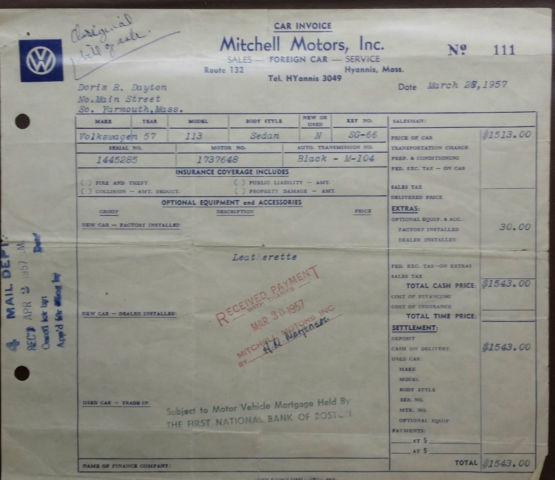 Original
bill of sale
CAR INVOICE
Mitchell Motors, Inc.
SALES — FOREIGN CAR — SERVICE
Route 132 Hyannis, Mass.
Tel. HYannis 3049
No 111
Date March 28, 1957
Doris E. Dayton
No.Main Street
So. Yarmouth,Mass.
MAKE YEAR MODEL BODY STYLE NEW OR USED KEY NO. SALESMAN:
Volkswagen 57 113 Sedan N SG-66
PRICE OF CAR $1513.00
SERIAL NO. MOTOR NO. AUTO. TRANSMISSION NO.
TRANSPORTATION CHARGE
1445285 1737648 Black - M-104
PREP. & CONDITIONING
FED. EXC. TAX — ON CAR
INSURANCE COVERAGE INCLUDES
( ) FIRE AND THEFT ( ) PUBLIC LIABILITY — AMT.
( ) COLLISION — AMT. DEDUCT. ( ) PROPERTY DAMAGE — AMT.
SALES TAX
DELIVERED PRICE
OPTIONAL EQUIPMENT and ACCESSORIES
EXTRAS:
GROUP DESCRIPTION PRICE
OPTIONAL EQUIP. & ACC.
NEW CAR — FACTORY INSTALLED
FACTORY INSTALLED 30.00
DEALER INSTALLED
Leatherette
FED. EXC. TAX—ON EXTRAS
SALES TAX
TOTAL CASH PRICE: $1543.00
COST OF FINANCING
COST OF INSURANCE
TOTAL TIME PRICE:
RECEIVED PAYMENT
MAR 30 1957
MITCHELL MOTORS INC.
BY
NEW CAR — DEALER INSTALLED:
SETTLEMENT:
DEPOSIT
CASH ON DELIVERY $1543.00
USED CAR:
MAKE
MODEL
BODY STYLE
SER. NO.
MTR. NO.
OPTIONAL EQUIP
PAYMENTS:
AT $
AT $
USED CAR — TRADE IN
Subject to Motor Vehicle Mortgage Held By
THE FIRST NATIONAL BANK OF BOSTON
NAME OF FINANCE COMPANY:
TOTAL $1543.00
MAIL DEPT.
REC'D APR 2 1957